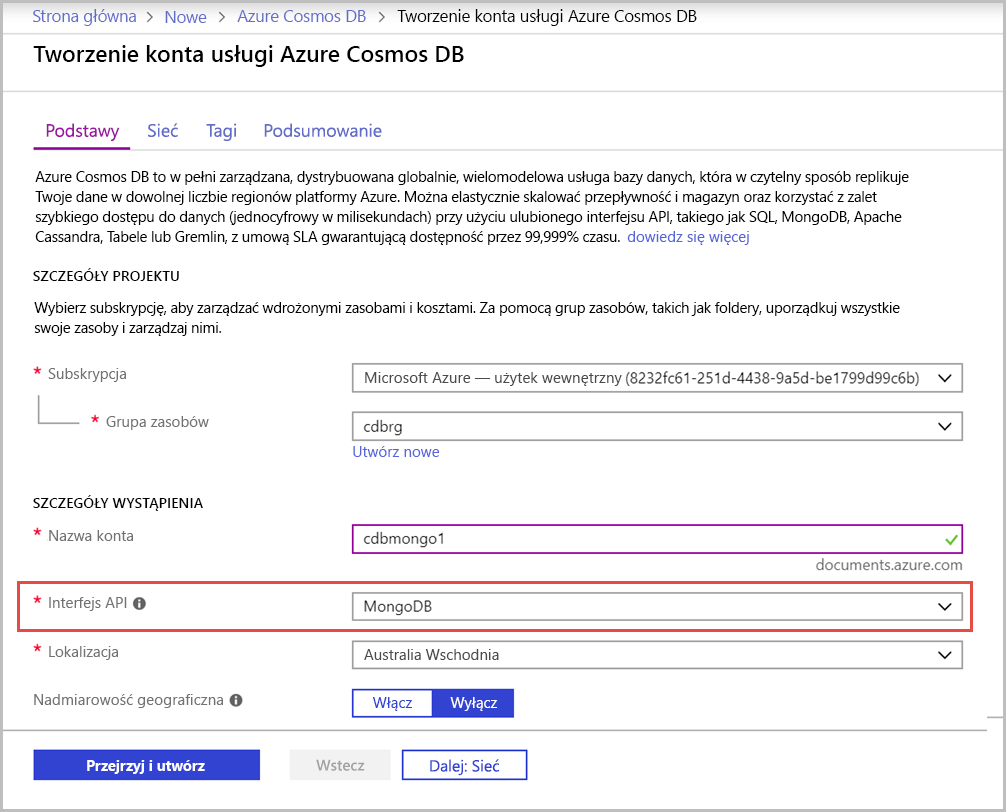 Strona główna > Nowe > Azure Cosmos DB > Tworzenie konta usługi Azure Cosmos DB
Tworzenie konta usługi Azure Cosmos DB
Podstawy Sieć Tagi Podsumowanie
Azure Cosmos DB to w pełni zarządzana, dystrybuowana globalnie, wielomodelowa usługa bazy danych, która w czytelny sposób replikuje
Twoje dane w dowolnej liczbie regionów platformy Azure. Można elastycznie skalować przepływność i magazyn oraz korzystać z zalet
szybkiego dostępu do danych (jednocyfrowy w milisekundach) przy użyciu ulubionego interfejsu API, takiego jak SQL, MongoDB, Apache
Cassandra, Tabele lub Gremlin, z umową SLA gwarantującą dostępność przez 99,999% czasu. dowiedz się więcej
SZCZEGÓŁY PROJEKTU
Wybierz subskrypcję, aby zarządzać wdrożonymi zasobami i kosztami. Za pomocą grup zasobów, takich jak foldery, uporządkuj wszystkie
swoje zasoby i zarządzaj nimi.
* Subskrypcja Microsoft Azure — użytek wewnętrzny (8232fc61-251d-4438-9a5d-be1799d99c6b)
* Grupa zasobów cdbrg
Utwórz nowe
SZCZEGÓŁY WYSTĄPIENIA
* Nazwa konta cdbmongo1
documents.azure.com
* Interfejs API MongoDB
* Lokalizacja Australia Wschodnia
Nadmiarowość geograficzna Włącz Wyłącz
Przejrzyj i utwórz Wstecz Dalej: Sieć